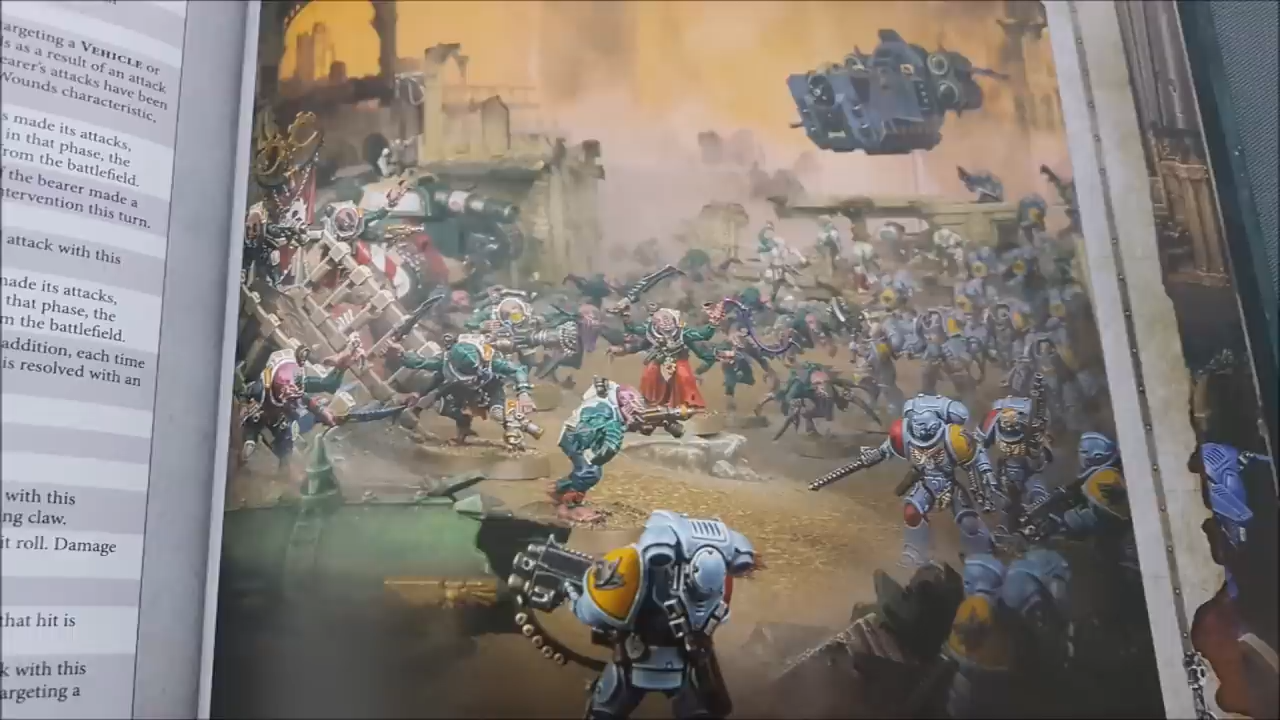 argeting a VEHICLE or
s as a result of an attack
earer's attacks have been
Wounds characteristic,
s made its attacks,
in that phase, the
rom the battlefield.
f the bearer made a
ntervention this turn.
attack with this
made its attacks,
that phase, the
m the battlefield.
addition, each time
is resolved with an
with this
ng claw.
it roll. Damage
that hit is
k with this
argeting a